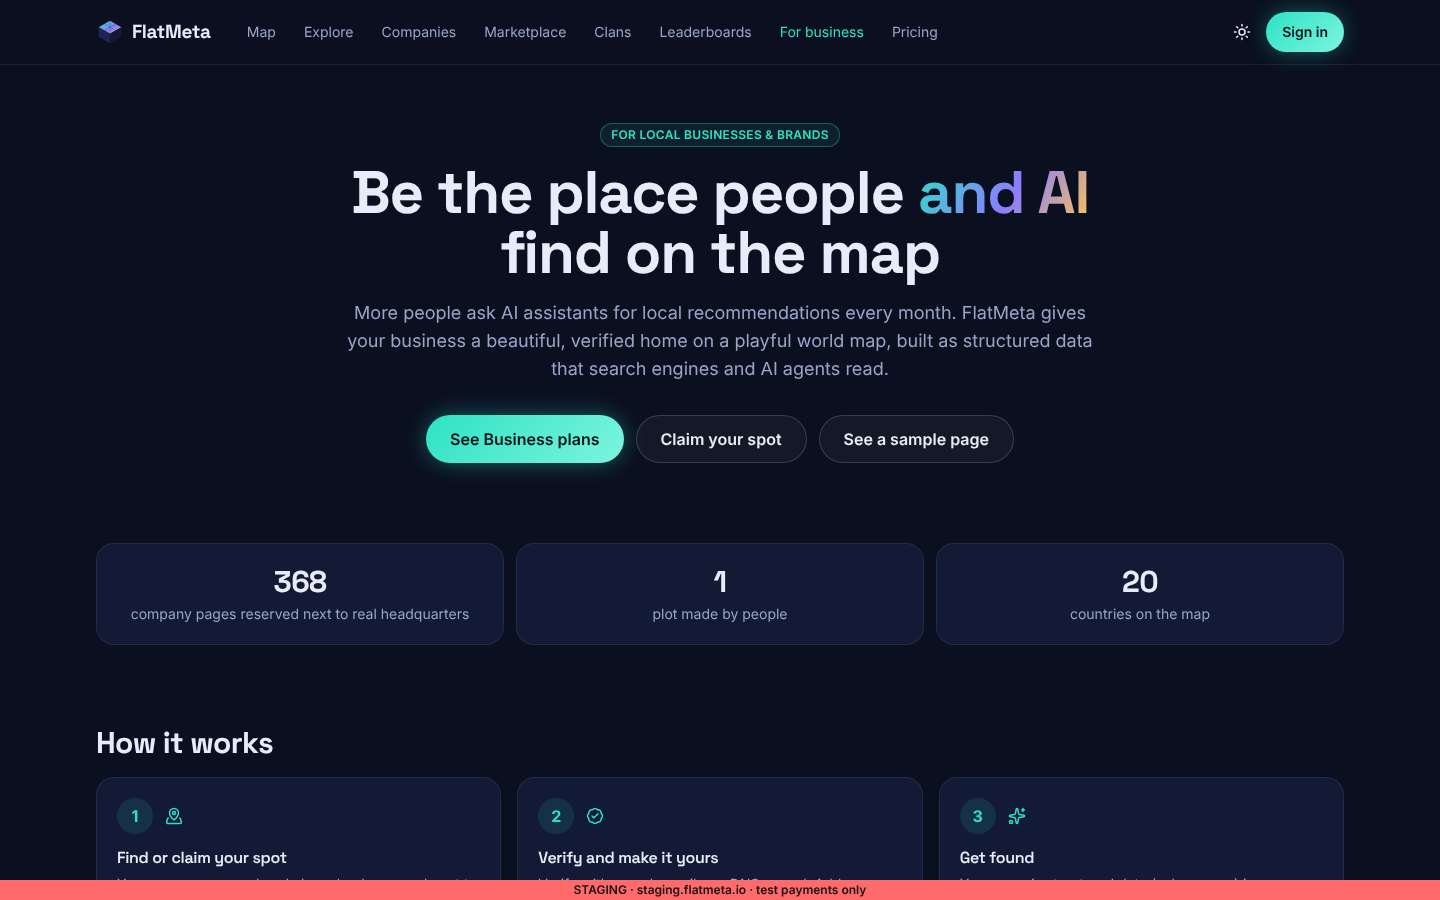 FlatMeta
Map
Explore
Companies
Marketplace
Clans
Leaderboards
For business
Pricing
Sign in
FOR LOCAL BUSINESSES & BRANDS
Be the place people and AI
find on the map
More people ask AI assistants for local recommendations every month. FlatMeta gives
your business a beautiful, verified home on a playful world map, built as structured data
that search engines and AI agents read.
See Business plans
Claim your spot
See a sample page
368
company pages reserved next to real headquarters
1
plot made by people
20
countries on the map
How it works
1
Find or claim your spot
2
Verify and make it yours
3
Get found
STAGING · staging.flatmeta.io · test payments only